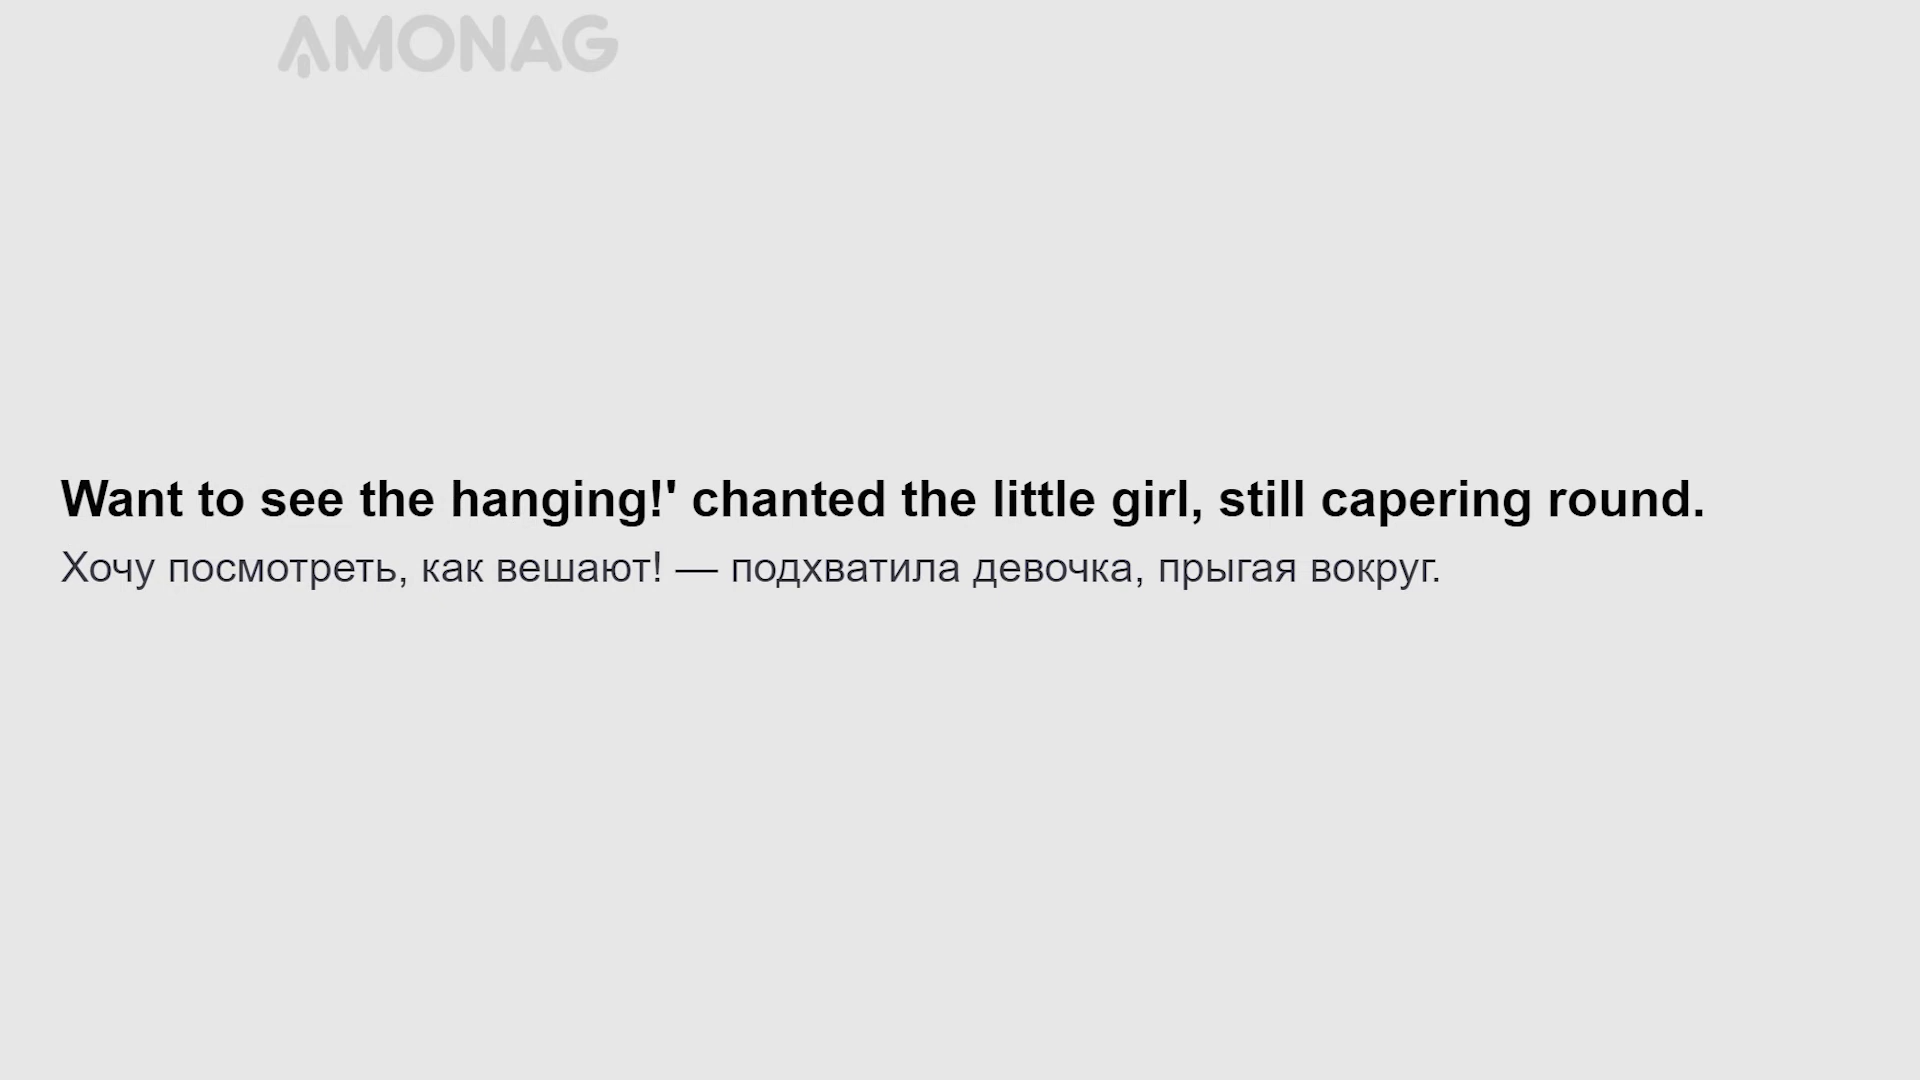 AMONAG
Want to see the hanging!' chanted the little girl, still capering round.
Хочу посмотреть, как вешают! — подхватила девочка, прыгая вокруг.